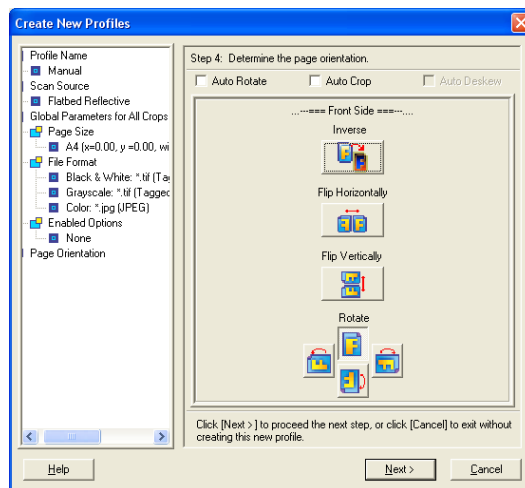 Create New Profiles
Profile Name
Manual
Scan Source
Flatbed Reflective
Global Parameters for All Crops
Page Size
A4 (x=0.00, y =0.00, wi
File Format
Black & White: *.tif (Tag
Grayscale: *.tif (Tagged
Color: *.jpg (JPEG)
Enabled Options
None
Page Orientation
Step 4: Determine the page orientation.
Auto Rotate
Auto Crop
Auto Deskew
...---=== Front Side ===---....
Inverse
Flip Horizontally
Flip Vertically
Rotate
Click [Next >] to proceed the next step, or click [Cancel] to exit without
creating this new profile.
Help
Next >
Cancel